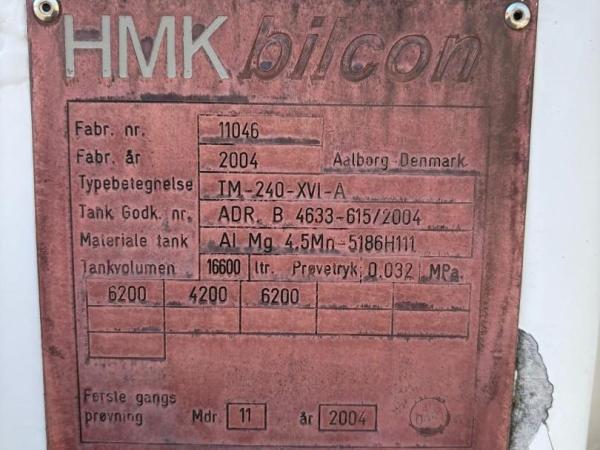 HMK bilcon
Fabr. nr. 11046
Fabr. år 2004 Aalborg-Denmark
Typebetegnelse TM-240-XVI-A
Tank Godk. nr. ADR. B 4633-615/2004
Materiale tank Al Mg 4.5Mn-5186H111
Tankvolumen 16600 ltr. Prøvetryk 0.032 MPa.
6200 4200 6200
Første gangs
prøvning Mdr. 11 år 2004